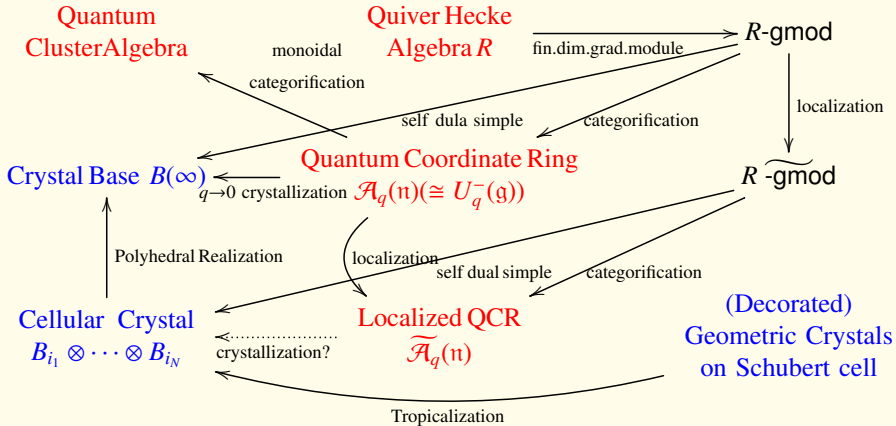 Quantum
ClusterAlgebra
monoidal
categorification
Quiver Hecke
Algebra R
fin.dim.grad.module
R-gmod
localization
self dula simple
categorification
Crystal Base B(∞)
q→0 crystallization
Quantum Coordinate Ring
𝒜_q(𝔫)(≅ U_q^-(𝔤))
R -g͠mod
Polyhedral Realization
localization
self dual simple
categorification
Cellular Crystal
B_{i_1} ⊗ ⋯ ⊗ B_{i_N}
crystallization?
Localized QCR
𝒜̃_q(𝔫)
(Decorated)
Geometric Crystals
on Schubert cell
Tropicalization